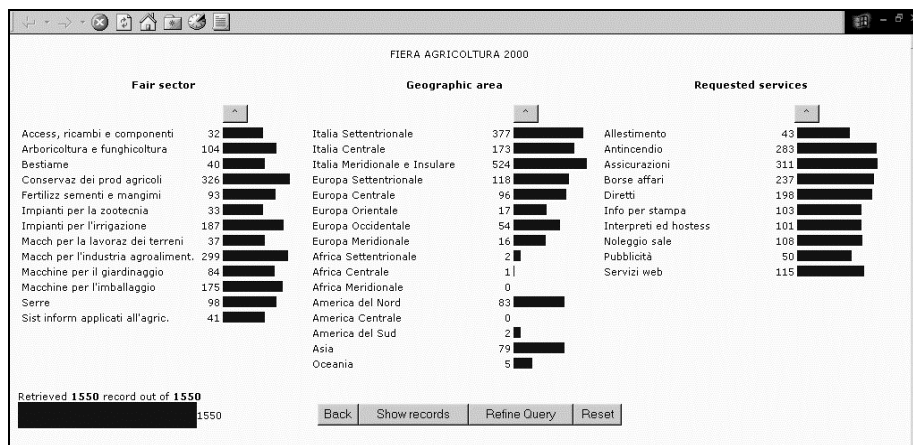 FIERA AGRICOLTURA 2000
Fair sector
^
Access, ricambi e componenti 32
Arboricoltura e funghicoltura 104
Bestiame 40
Conservaz dei prod agricoli 326
Fertilizz sementi e mangimi 93
Impianti per la zootecnia 33
Impianti per l'irrigazione 187
Macch per la lavoraz dei terreni 37
Macch per l'industria agroaliment. 299
Macchine per il giardinaggio 84
Macchine per l'imballaggio 175
Serre 98
Sist inform applicati all'agric. 41
Geographic area
^
Italia Settentrionale 377
Italia Centrale 173
Italia Meridionale e Insulare 524
Europa Settentrionale 118
Europa Centrale 96
Europa Orientale 17
Europa Occidentale 54
Europa Meridionale 16
Africa Settentrionale 2
Africa Centrale 1
Africa Meridionale 0
America del Nord 83
America Centrale 0
America del Sud 2
Asia 79
Oceania 5
Requested services
^
Allestimento 43
Antincendio 283
Assicurazioni 311
Borse affari 237
Diretti 198
Info per stampa 103
Interpreti ed hostess 101
Noleggio sale 108
Pubblicità 50
Servizi web 115
Retrieved 1550 record out of 1550
1550
Back Show records Refine Query Reset